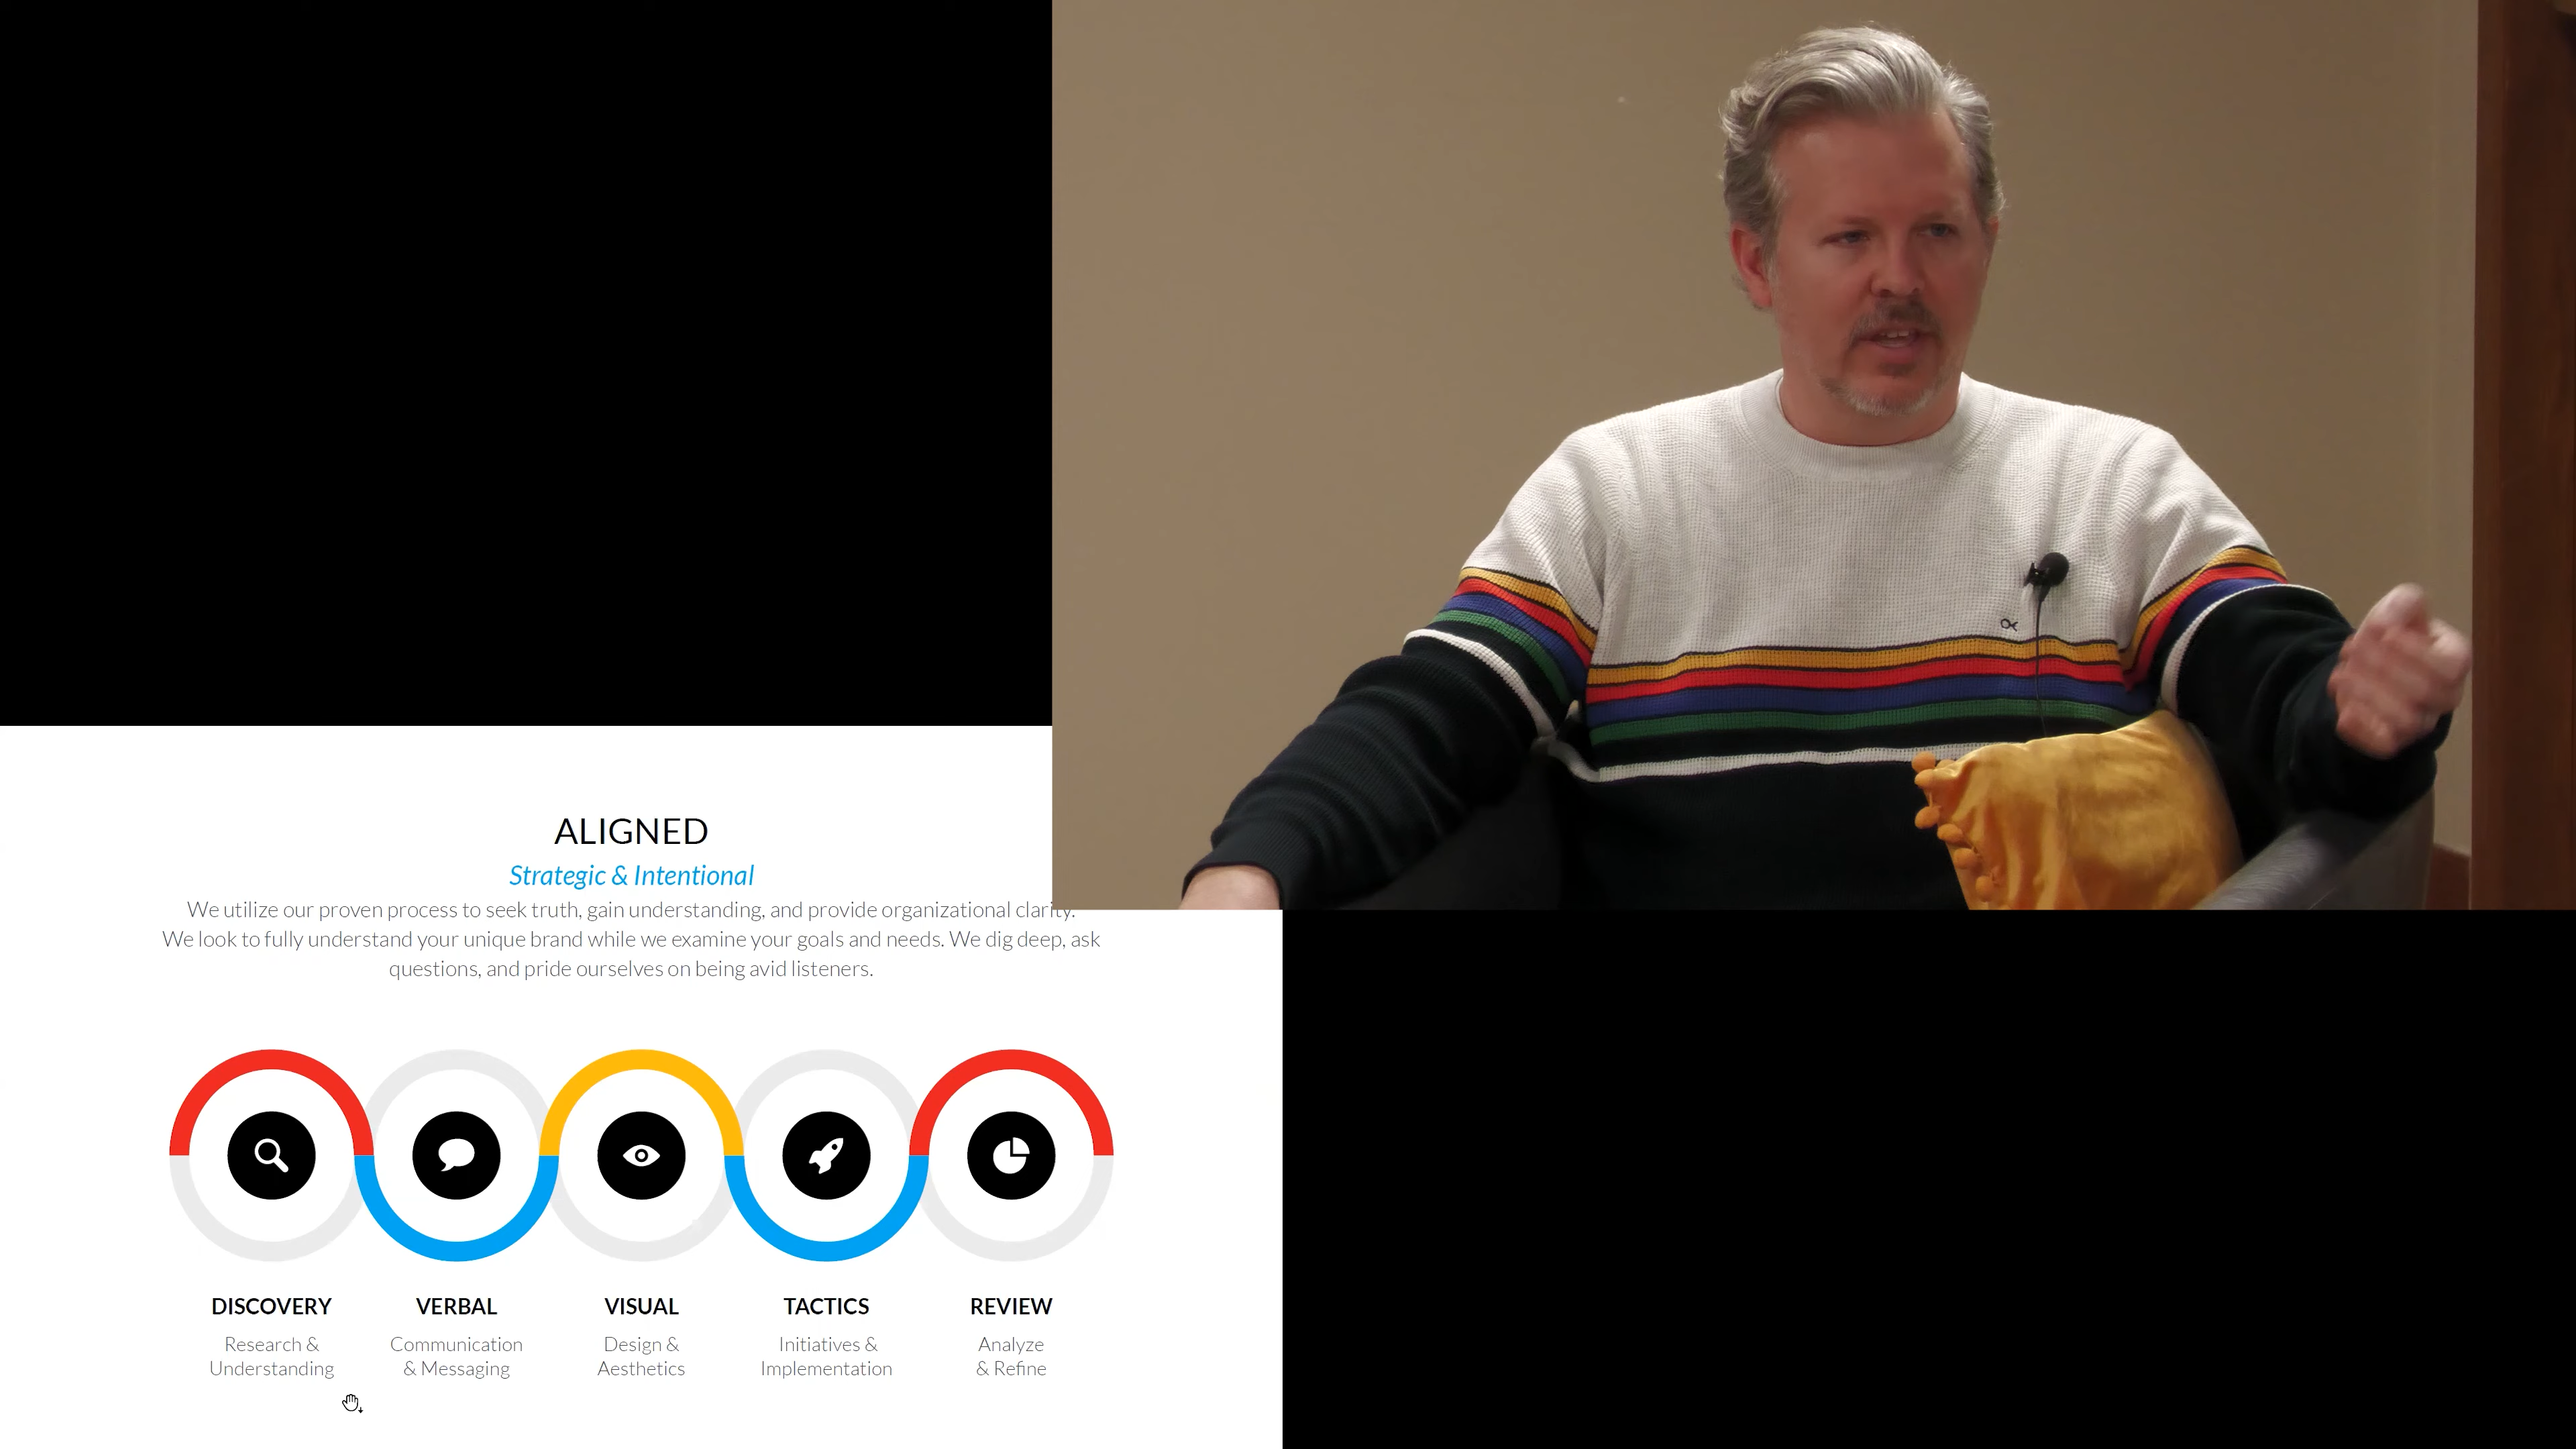 ALIGNED
Strategic & Intentional
We utilize our proven process to seek truth, gain understanding, and provide organizational clarity.
We look to fully understand your unique brand while we examine your goals and needs. We dig deep, ask
questions, and pride ourselves on being avid listeners.
DISCOVERY
Research &
Understanding
VERBAL
Communication
& Messaging
VISUAL
Design &
Aesthetics
TACTICS
Initiatives &
Implementation
REVIEW
Analyze
& Refine